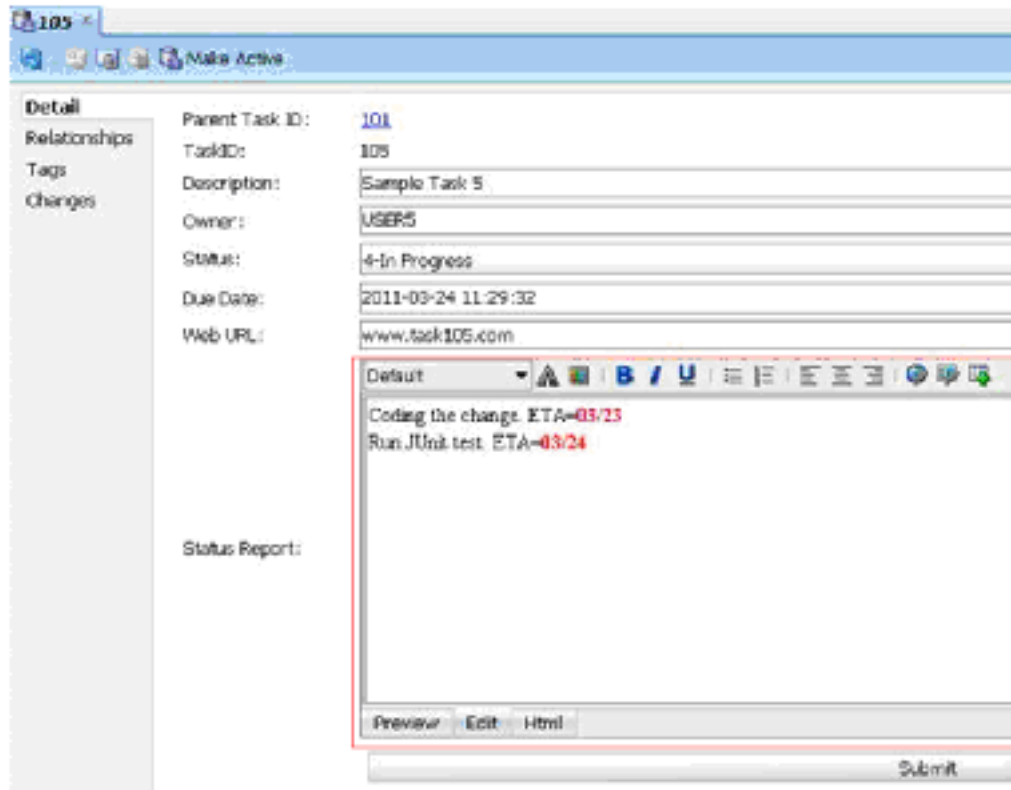 105
Make Active
Detail
Relationships
Tags
Changes
Parent Task ID: 101
TaskID: 105
Description: Sample Task 5
Owner: USER5
Status: 4-In Progress
Due Date: 2011-03-24 11:29:32
Web URL: www.task105.com
Default
B I U
Status Report:
Coding the change. ETA=03/23
Run JUnit test. ETA=03/24
Preview Edit Html
Submit